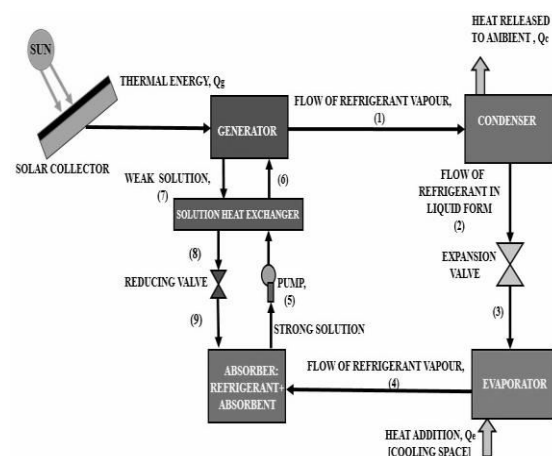 HEAT RELEASED
TO AMBIENT , Qc
SUN
THERMAL ENERGY, Qg
FLOW OF REFRIGERANT VAPOUR,
(1)
GENERATOR
CONDENSER
SOLAR COLLECTOR
WEAK SOLUTION,
(7)
(6)
FLOW OF
REFRIGERANT IN
LIQUID FORM
(2)
SOLUTION HEAT EXCHANGER
(8)
EXPANSION
VALVE
REDUCING VALVE
PUMP,
(5)
(3)
(9)
STRONG SOLUTION
ABSORBER:
REFRIGERANT+
ABSORBENT
FLOW OF REFRIGERANT VAPOUR,
(4)
EVAPORATOR
HEAT ADDITION, Qe
[COOLING SPACE]